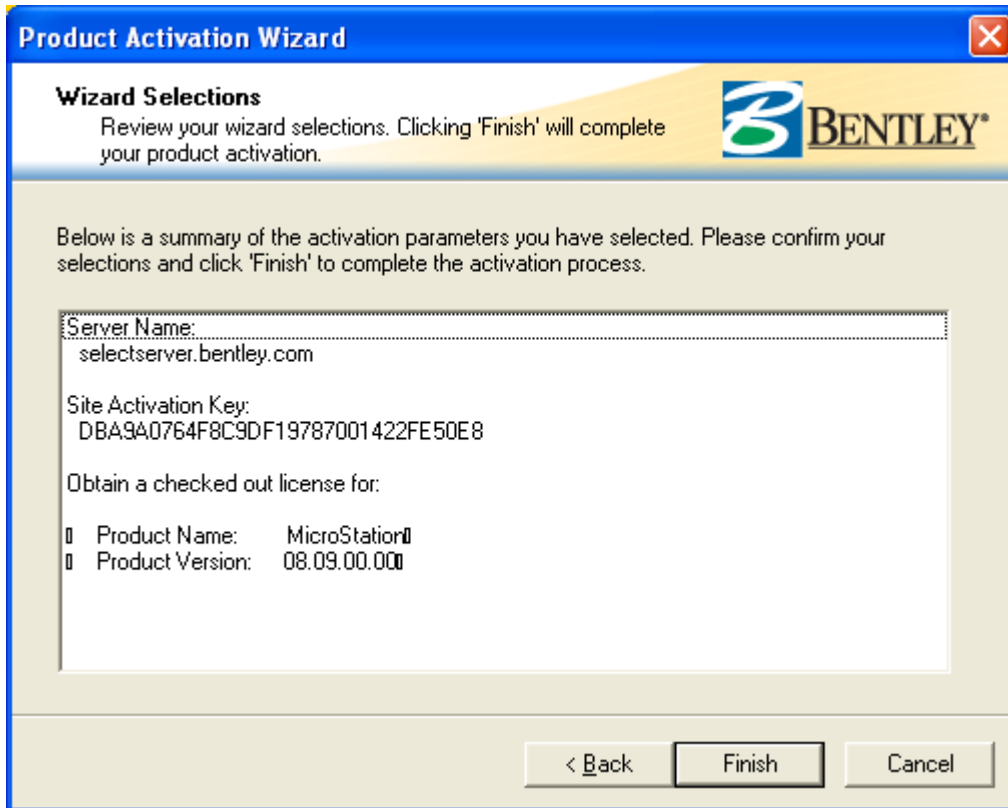 Product Activation Wizard
Wizard Selections
Review your wizard selections. Clicking 'Finish' will complete
your product activation.
BENTLEY®
Below is a summary of the activation parameters you have selected. Please confirm your
selections and click 'Finish' to complete the activation process.
Server Name:
selectserver.bentley.com
Site Activation Key:
DBA9A0764F8C9DF19787001422FE50E8
Obtain a checked out license for:
Product Name: MicroStation
Product Version: 08.09.00.00
< Back Finish Cancel